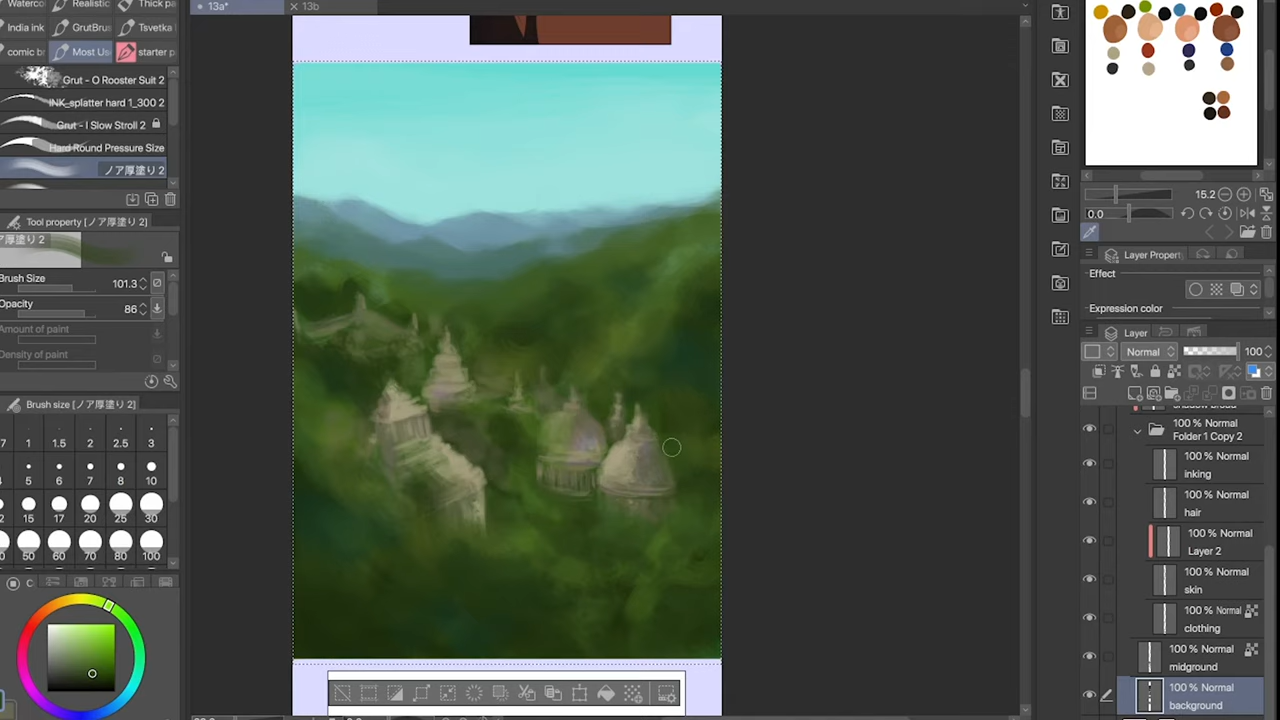 13a*
13b
Waterco
Realistic
Thick pa
India ink
GrutBrus
Tsvetka
comic br
Most Us
starter p
Grut - O Rooster Suit 2
INK_splatter hard 1_300 2
Grut - I Slow Stroll 2
Hard Round Pressure Size
ノア厚塗り 2
Tool property [ノア厚塗り 2]
ア厚塗り 2
Brush Size 101.3
Opacity 86
Amount of paint
Density of paint
Brush size [ノア厚塗り 2]
7 1 1.5 2 2.5 3
5 6 7 8 10
2 15 17 20 25 30
50 60 70 80 100
C
15.2
0.0
Layer Propert
Effect
Expression color
Layer
Normal 100
100 % Normal
Folder 1 Copy 2
100 % Normal
inking
100 % Normal
hair
100 % Normal
Layer 2
100 % Normal
skin
100 % Normal
clothing
100 % Normal
midground
100 % Normal
background